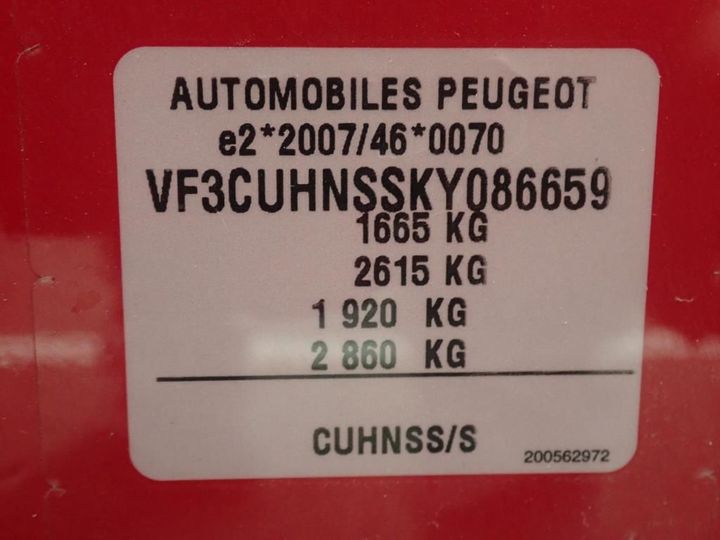 AUTOMOBILES PEUGEOT
e2*2007/46*0070
VF3CUHNSSKY086659
1665 KG
2615 KG
1 920 KG
2 860 KG
CUHNSS/S
200562972